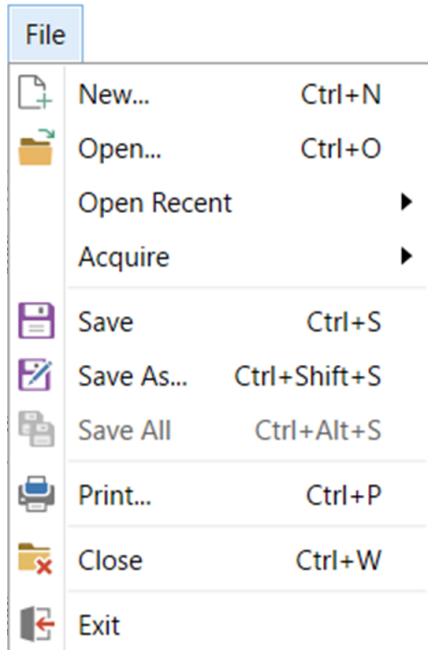 File
New... Ctrl+N
Open... Ctrl+O
Open Recent
Acquire
Save Ctrl+S
Save As... Ctrl+Shift+S
Save All Ctrl+Alt+S
Print... Ctrl+P
Close Ctrl+W
Exit